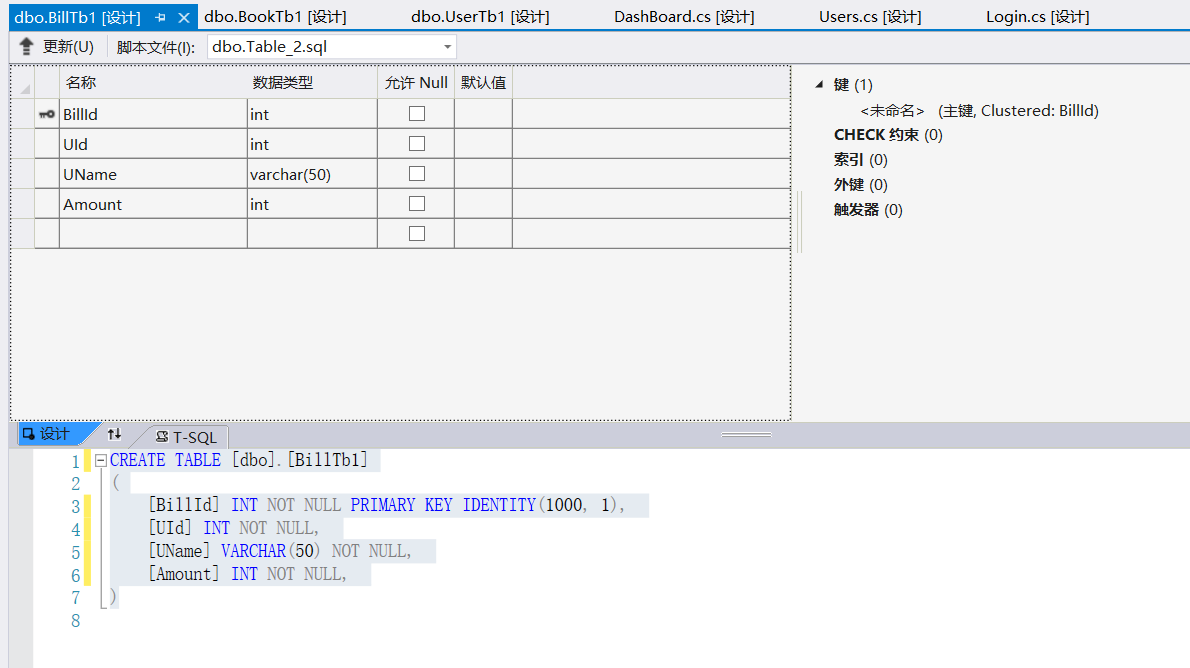 dbo.BillTb1 [设计] dbo.BookTb1 [设计] dbo.UserTb1 [设计] DashBoard.cs [设计] Users.cs [设计] Login.cs [设计]
更新(U) 脚本文件(I): dbo.Table_2.sql
名称 数据类型 允许 Null 默认值
BillId int
UId int
UName varchar(50)
Amount int
键 (1)
<未命名> (主键, Clustered: BillId)
CHECK 约束 (0)
索引 (0)
外键 (0)
触发器 (0)
设计 T-SQL
1 CREATE TABLE [dbo].[BillTb1]
2 (
3 [BillId] INT NOT NULL PRIMARY KEY IDENTITY(1000, 1),
4 [UId] INT NOT NULL,
5 [UName] VARCHAR(50) NOT NULL,
6 [Amount] INT NOT NULL,
7 )
8